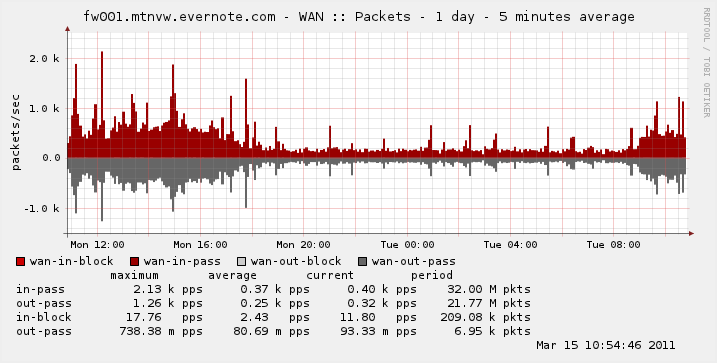 fw001.mtnvw.evernote.com - WAN :: Packets - 1 day - 5 minutes average
RRDTOOL / TOBI OETIKER
packets/sec
2.0 k
1.0 k
0.0
-1.0 k
Mon 12:00 Mon 16:00 Mon 20:00 Tue 00:00 Tue 04:00 Tue 08:00
wan-in-block wan-in-pass wan-out-block wan-out-pass
maximum average current period
in-pass 2.13 k pps 0.37 k pps 0.40 k pps 32.00 M pkts
out-pass 1.26 k pps 0.25 k pps 0.32 k pps 21.77 M pkts
in-block 17.76 pps 2.43 pps 11.80 pps 209.08 k pkts
out-pass 738.38 m pps 80.69 m pps 93.33 m pps 6.95 k pkts
Mar 15 10:54:46 2011